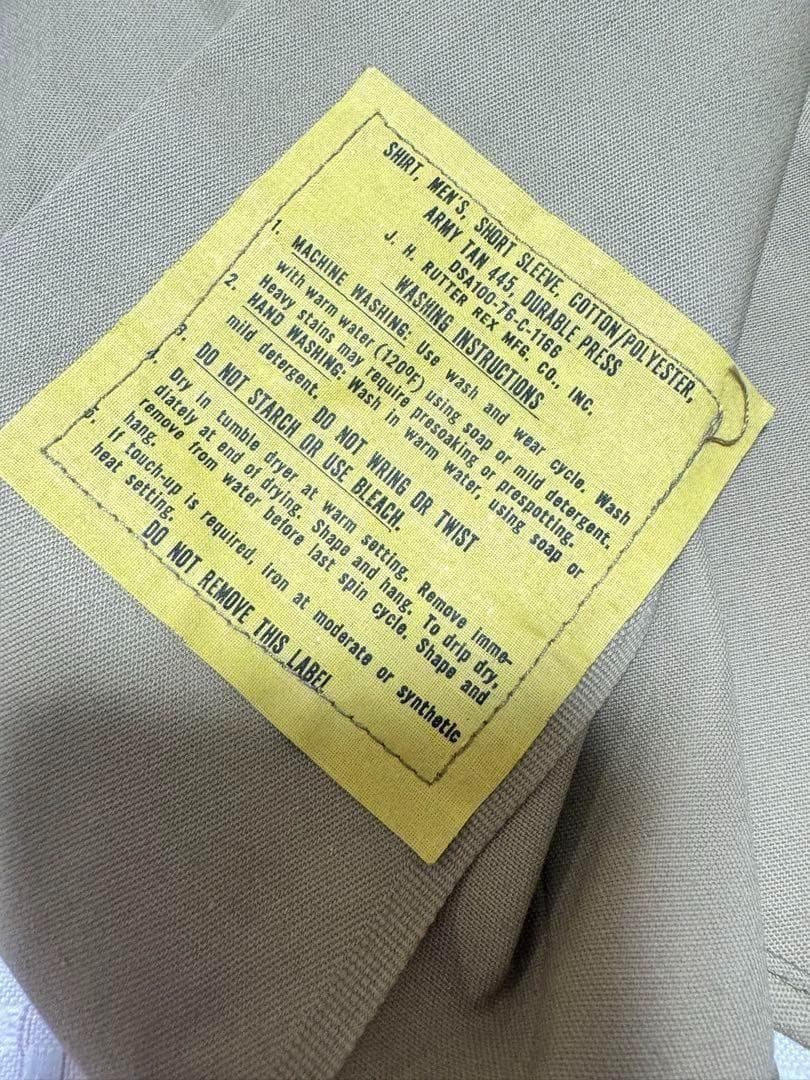 SHIRT, MEN'S, SHORT SLEEVE, COTTON/POLYESTER,
ARMY TAN 445, DURABLE PRESS
DSA100-76-C-1166
J. H. RUTTER REX MFG. CO., INC.
WASHING INSTRUCTIONS
1. MACHINE WASHING: Use wash and wear cycle. Wash
with warm water (120°F) using soap or mild detergent.
Heavy stains may require presoaking or prespotting.
2. HAND WASHING: Wash in warm water, using soap or
mild detergent. DO NOT WRING OR TWIST
3. DO NOT STARCH OR USE BLEACH.
4. Dry in tumble dryer at warm setting. Remove imme-
diately at end of drying. Shape and hang. To drip dry,
remove from water before last spin cycle. Shape and
hang.
5. If touch-up is required, iron at moderate or synthetic
heat setting.
DO NOT REMOVE THIS LABEL